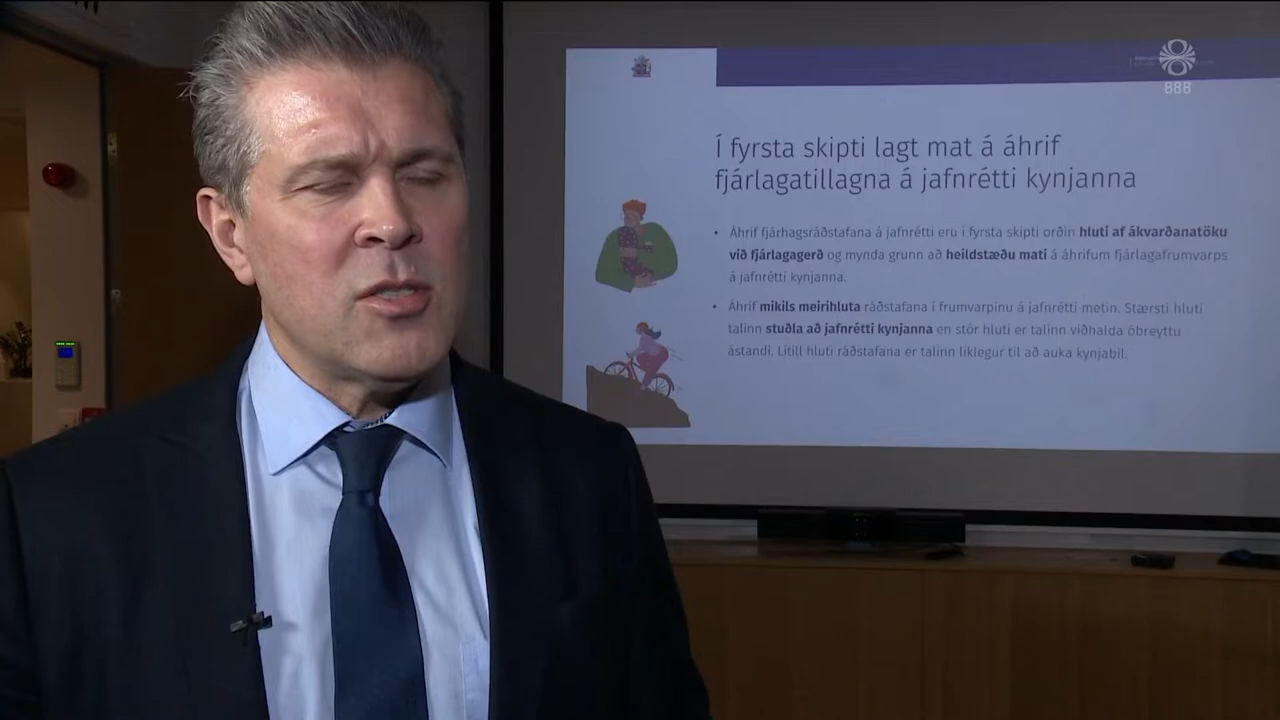 888
Í fyrsta skipti lagt mat á áhrif
fjárlagatillagna á jafnrétti kynjanna
• Áhrif fjárhagsráðstafana á jafnrétti eru í fyrsta skipti orðin hluti af ákvarðanatöku
við fjárlagagerð og mynda grunn að heildstæðu mati á áhrifum fjárlagafrumvarps
á jafnrétti kynjanna.
• Áhrif mikils meirihluta ráðstafana í frumvarpinu á jafnrétti metin. Stærsti hluti
talinn stuðla að jafnrétti kynjanna en stór hluti er talinn viðhalda óbreyttu
ástandi. Lítill hluti ráðstafana er talinn líklegur til að auka kynjabil.